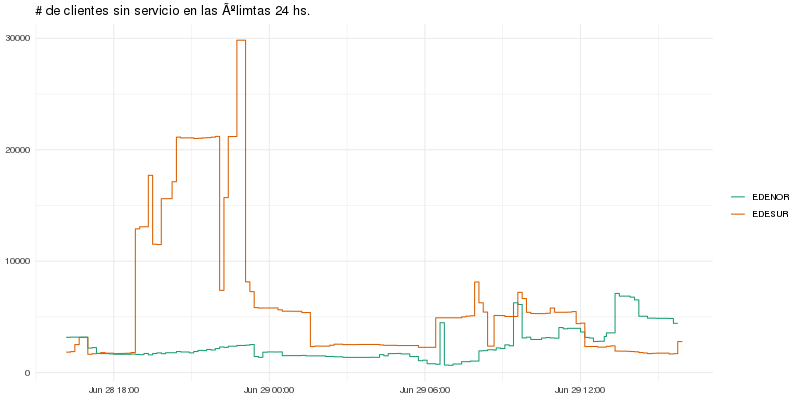 # de clientes sin servicio en las Ãºlimtas 24 hs.
30000
20000
10000
0
Jun 28 18:00
Jun 29 00:00
Jun 29 06:00
Jun 29 12:00
EDENOR
EDESUR